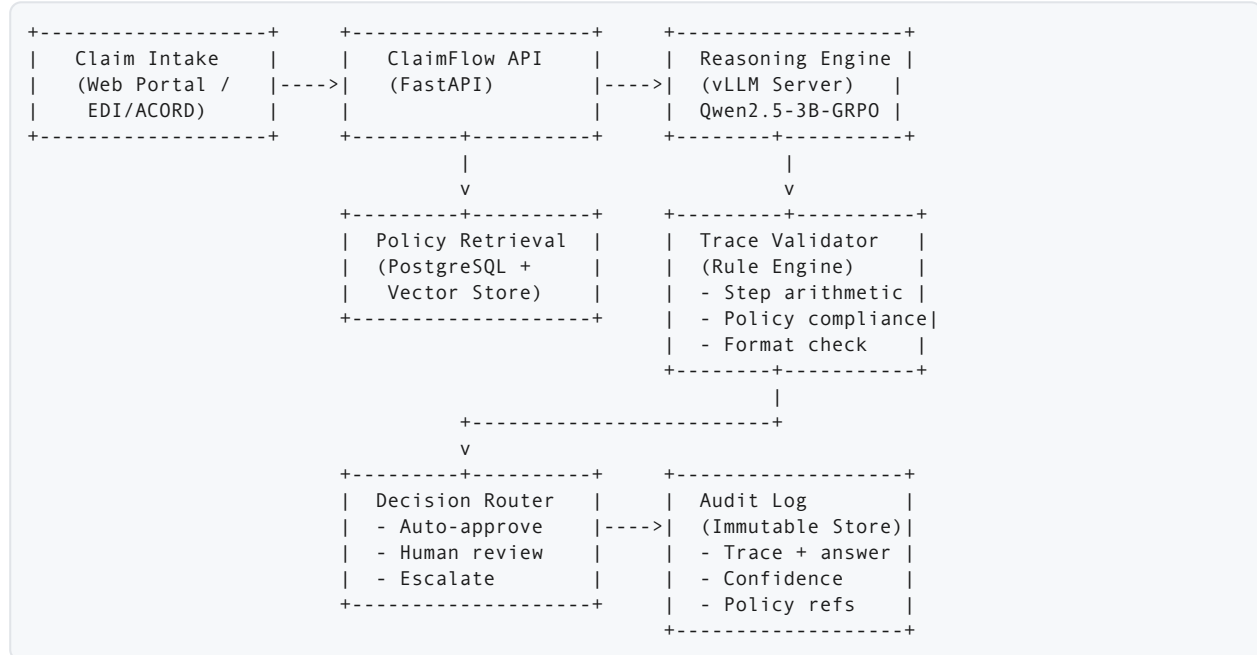 +-------------------+     +--------------------+     +-------------------+
|   Claim Intake    |     |   ClaimFlow API    |     |  Reasoning Engine |
|   (Web Portal /   |---->|   (FastAPI)        |---->|  (vLLM Server)   |
|    EDI/ACORD)     |     |                    |     |  Qwen2.5-3B-GRPO |
+-------------------+     +---------+----------+     +--------+----------+
                                    |                         |
                                    v                         v
                          +---------+----------+     +---------+----------+
                          |  Policy Retrieval  |     |  Trace Validator   |
                          |  (PostgreSQL +     |     |  (Rule Engine)     |
                          |   Vector Store)    |     |  - Step arithmetic |
                          +--------------------+     |  - Policy compliance|
                                                     |  - Format check    |
                                                     +--------+-----------+
                                                              |
                                    +-------------------------+
                                    v
                          +---------+----------+     +-------------------+
                          |  Decision Router   |     |  Audit Log        |
                          |  - Auto-approve    |---->|  (Immutable Store)|
                          |  - Human review    |     |  - Trace + answer |
                          |  - Escalate        |     |  - Confidence     |
                          +--------------------+     |  - Policy refs    |
                                                     +-------------------+